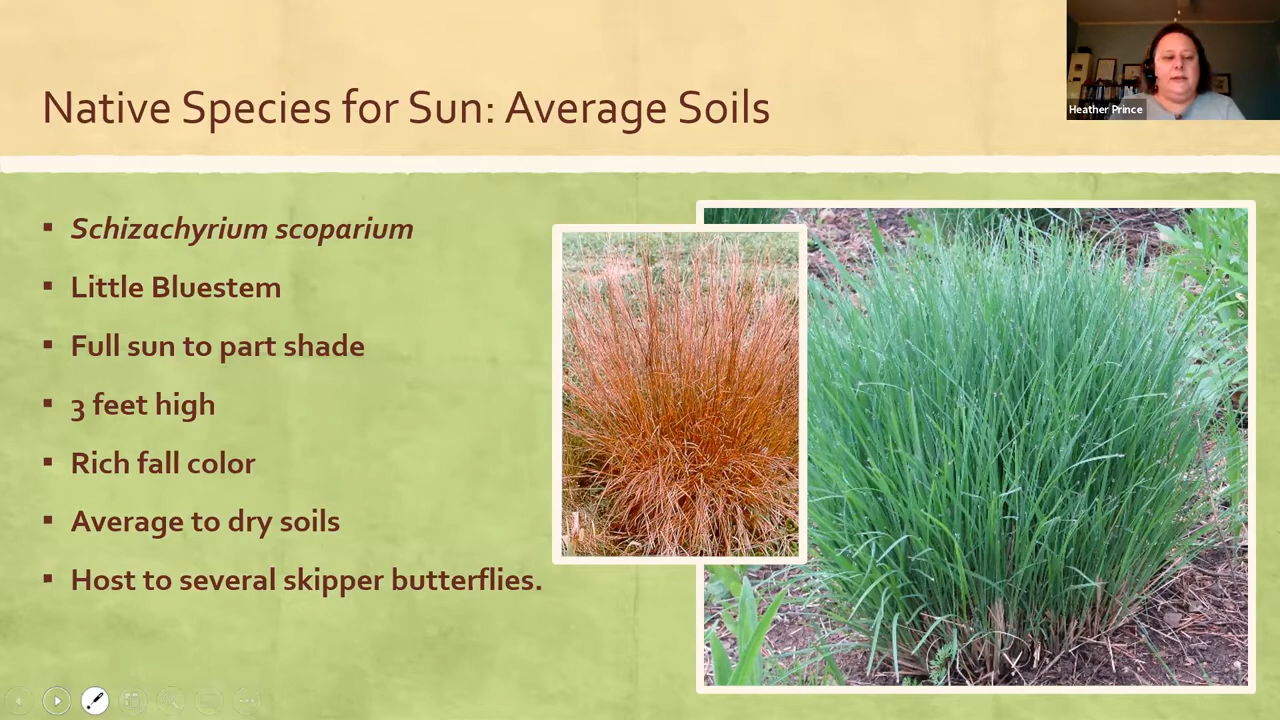 Native Species for Sun: Average Soils
Heather Prince
▪ Schizachyrium scoparium
▪ Little Bluestem
▪ Full sun to part shade
▪ 3 feet high
▪ Rich fall color
▪ Average to dry soils
▪ Host to several skipper butterflies.